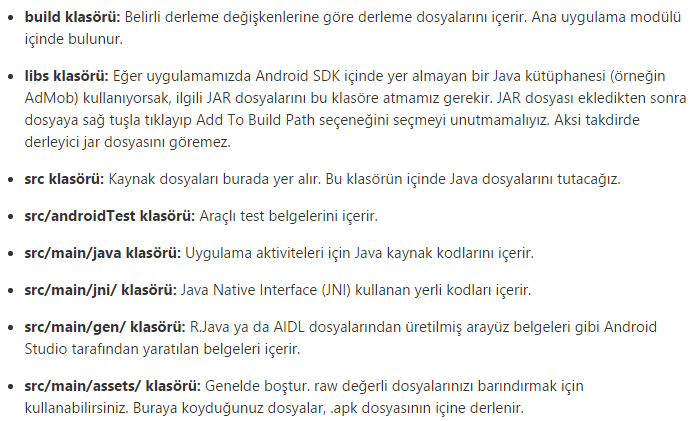 build klasörü: Belirli derleme değişkenlerine göre derleme dosyalarını içerir. Ana uygulama modülü
içinde bulunur.
libs klasörü: Eğer uygulamamızda Android SDK içinde yer almayan bir Java kütüphanesi (örneğin
AdMob) kullanıyorsak, ilgili JAR dosyalarını bu klasöre atmamız gerekir. JAR dosyası ekledikten sonra
dosyaya sağ tuşla tıklayıp Add To Build Path seçeneğini seçmeyi unutmamalıyız. Aksi takdirde
derleyici jar dosyasını göremez.
src klasörü: Kaynak dosyaları burada yer alır. Bu klasörün içinde Java dosyalarını tutacağız.
src/androidTest klasörü: Araçlı test belgelerini içerir.
src/main/java klasörü: Uygulama aktiviteleri için Java kaynak kodlarını içerir.
src/main/jni/ klasörü: Java Native Interface (JNI) kullanan yerli kodları içerir.
src/main/gen/ klasörü: R.Java ya da AIDL dosyalarından üretilmiş arayüz belgeleri gibi Android
Studio tarafından yaratılan belgeleri içerir.
src/main/assets/ klasörü: Genelde boştur. raw değerli dosyalarınızı barındırmak için
kullanabilirsiniz. Buraya koyduğunuz dosyalar, .apk dosyasının içine derlenir.